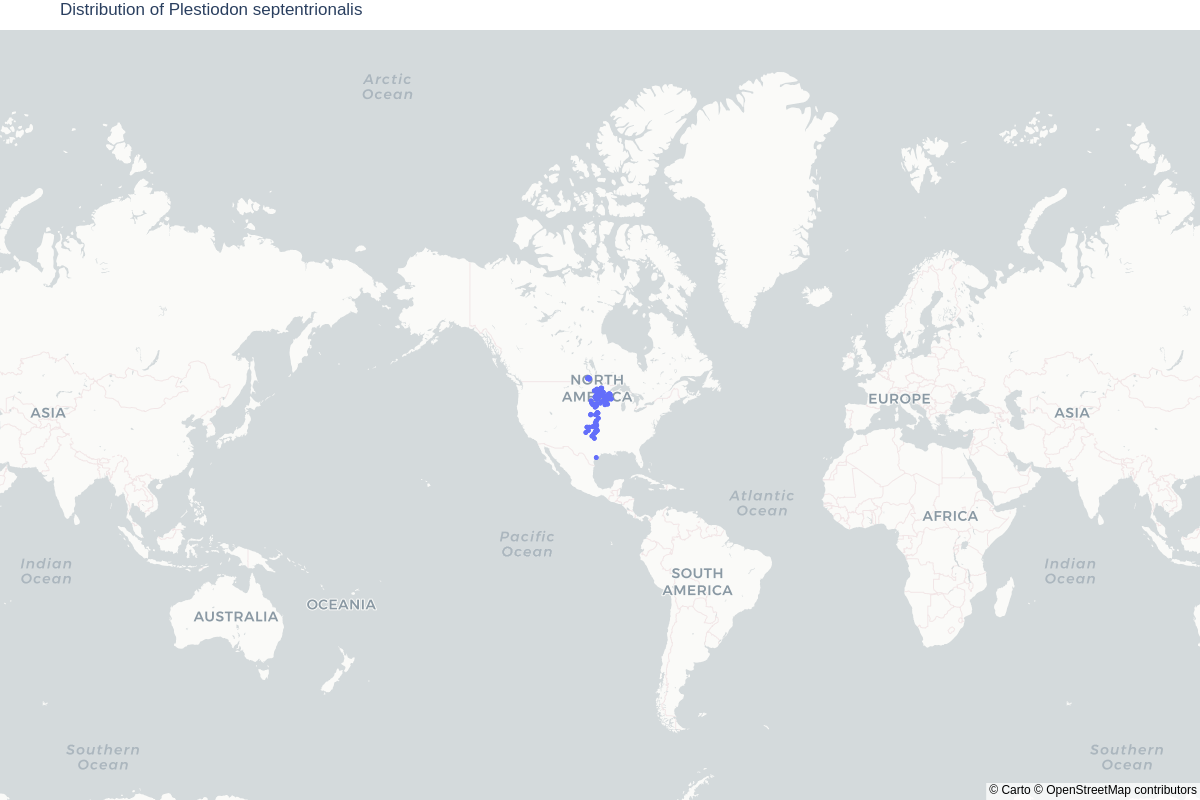 Distribution of Plestiodon septentrionalis
Arctic
Ocean
NORTH
AMERICA
ASIA
EUROPE
ASIA
Atlantic
Ocean
AFRICA
Pacific
Ocean
Indian
Ocean
Indian
Ocean
SOUTH
AMERICA
OCEANIA
AUSTRALIA
Southern
Ocean
Southern
Ocean
© Carto © OpenStreetMap contributors